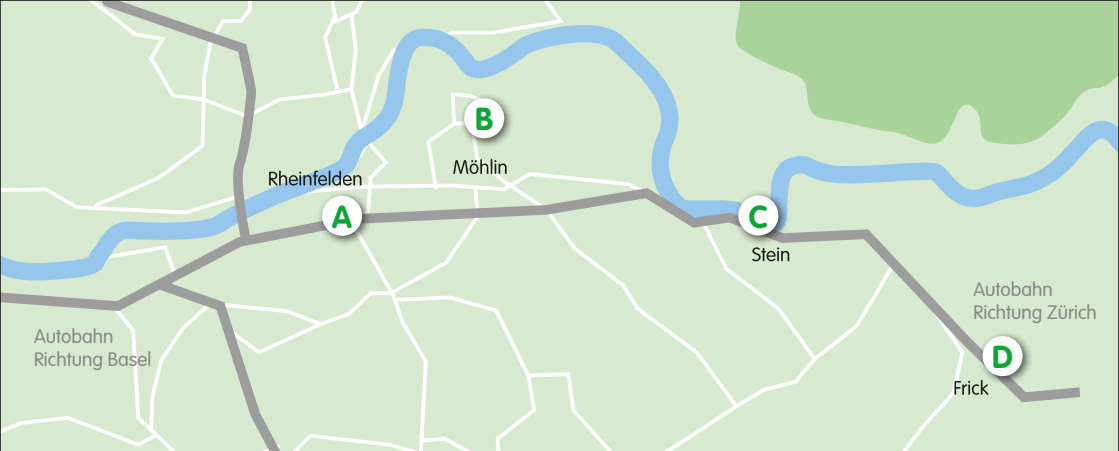 B
Möhlin
Rheinfelden
A
C
Stein
Autobahn
Richtung Zürich
Autobahn
Richtung Basel
D
Frick